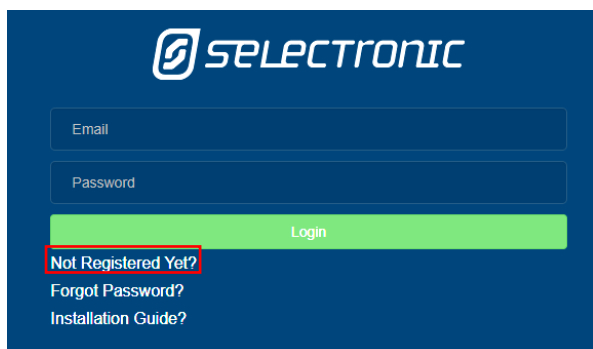 SELECTRONIC
Email
Password
Login
Not Registered Yet?
Forgot Password?
Installation Guide?